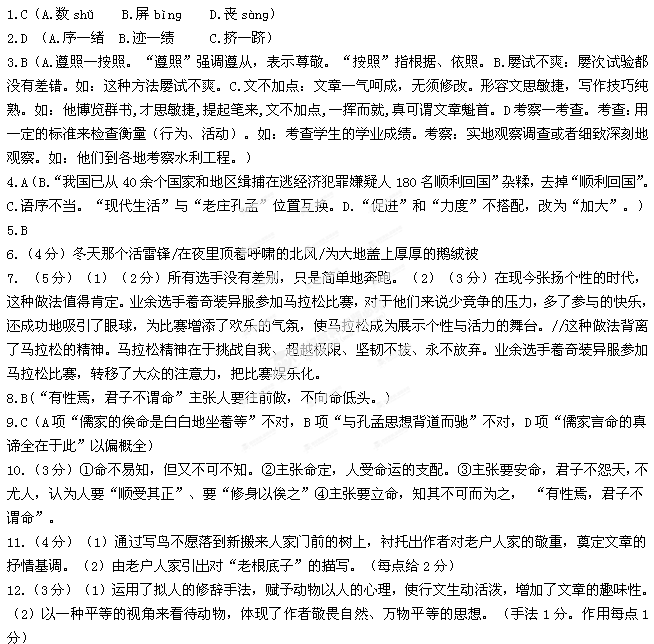 1.C（A.数 shǔ   B.屏 bǐng   D.丧 sàng）
2.D （A.序—绪  B.迹—绩     C.挤—跻）
3.B（A.遵照—按照。“遵照”强调遵从，表示尊敬。“按照”指根据、依照。B.屡试不爽：屡次试验都
没有差错。如：这种方法屡试不爽。C.文不加点：文章一气呵成，无须修改。形容文思敏捷，写作技巧纯
熟。如：他博览群书,才思敏捷,提起笔来,文不加点,一挥而就,真可谓文章魁首。D考察—考查。考查：用
一定的标准来检查衡量（行为、活动）。如：考查学生的学业成绩。考察：实地观察调查或者细致深刻地
观察。如：他们到各地考察水利工程。）
4.A（B.“我国已从 40 余个国家和地区缉捕在逃经济犯罪嫌疑人 180 名顺利回国”杂糅，去掉“顺利回国”。
C.语序不当。“现代生活”与“老庄孔孟”位置互换。D.“促进”和“力度”不搭配，改为“加大”。）
5.B
6.（4分）冬天那个活雷锋/在夜里顶着呼啸的北风/为大地盖上厚厚的鹅绒被
7. （5分）（1）（2分）所有选手没有差别，只是简单地奔跑。（2）（3分）在现今张扬个性的时代，
这种做法值得肯定。业余选手着奇装异服参加马拉松比赛，对于他们来说少竞争的压力，多了参与的快乐，
还成功地吸引了眼球，为比赛增添了欢乐的气氛，使马拉松成为展示个性与活力的舞台。//这种做法背离
了马拉松的精神。马拉松精神在于挑战自我、超越极限、坚韧不拔、永不放弃。业余选手着奇装异服参加
马拉松比赛，转移了大众的注意力，把比赛娱乐化。
8.B(“有性焉，君子不谓命”主张人要往前做，不向命低头。)
9.C（A 项“儒家的俟命是白白地坐着等”不对，B 项“与孔孟思想背道而驰”不对，D项“儒家言命的真
谛全在于此”以偏概全）
10.（3分）①命不易知，但又不可不知。②主张命定，人受命运的支配。③主张要安命，君子不怨天，不
尤人，认为人要“顺受其正”、要“修身以俟之”④主张要立命，知其不可而为之， “有性焉，君子不
谓命”。
11.（4分）（1）通过写鸟不愿落到新搬来人家门前的树上，衬托出作者对老户人家的敬重，奠定文章的
抒情基调。（2）由老户人家引出对“老根底子”的描写。（每点给2分）
12.（3分）（1）运用了拟人的修辞手法，赋予动物以人的心理，使行文生动活泼，增加了文章的趣味性。
（2）以一种平等的视角来看待动物，体现了作者敬畏自然、万物平等的思想。（手法1分。作用每点1
分）